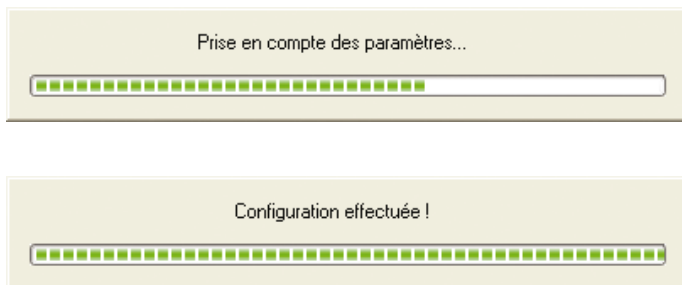 Prise en compte des paramètres...
Configuration effectuée !